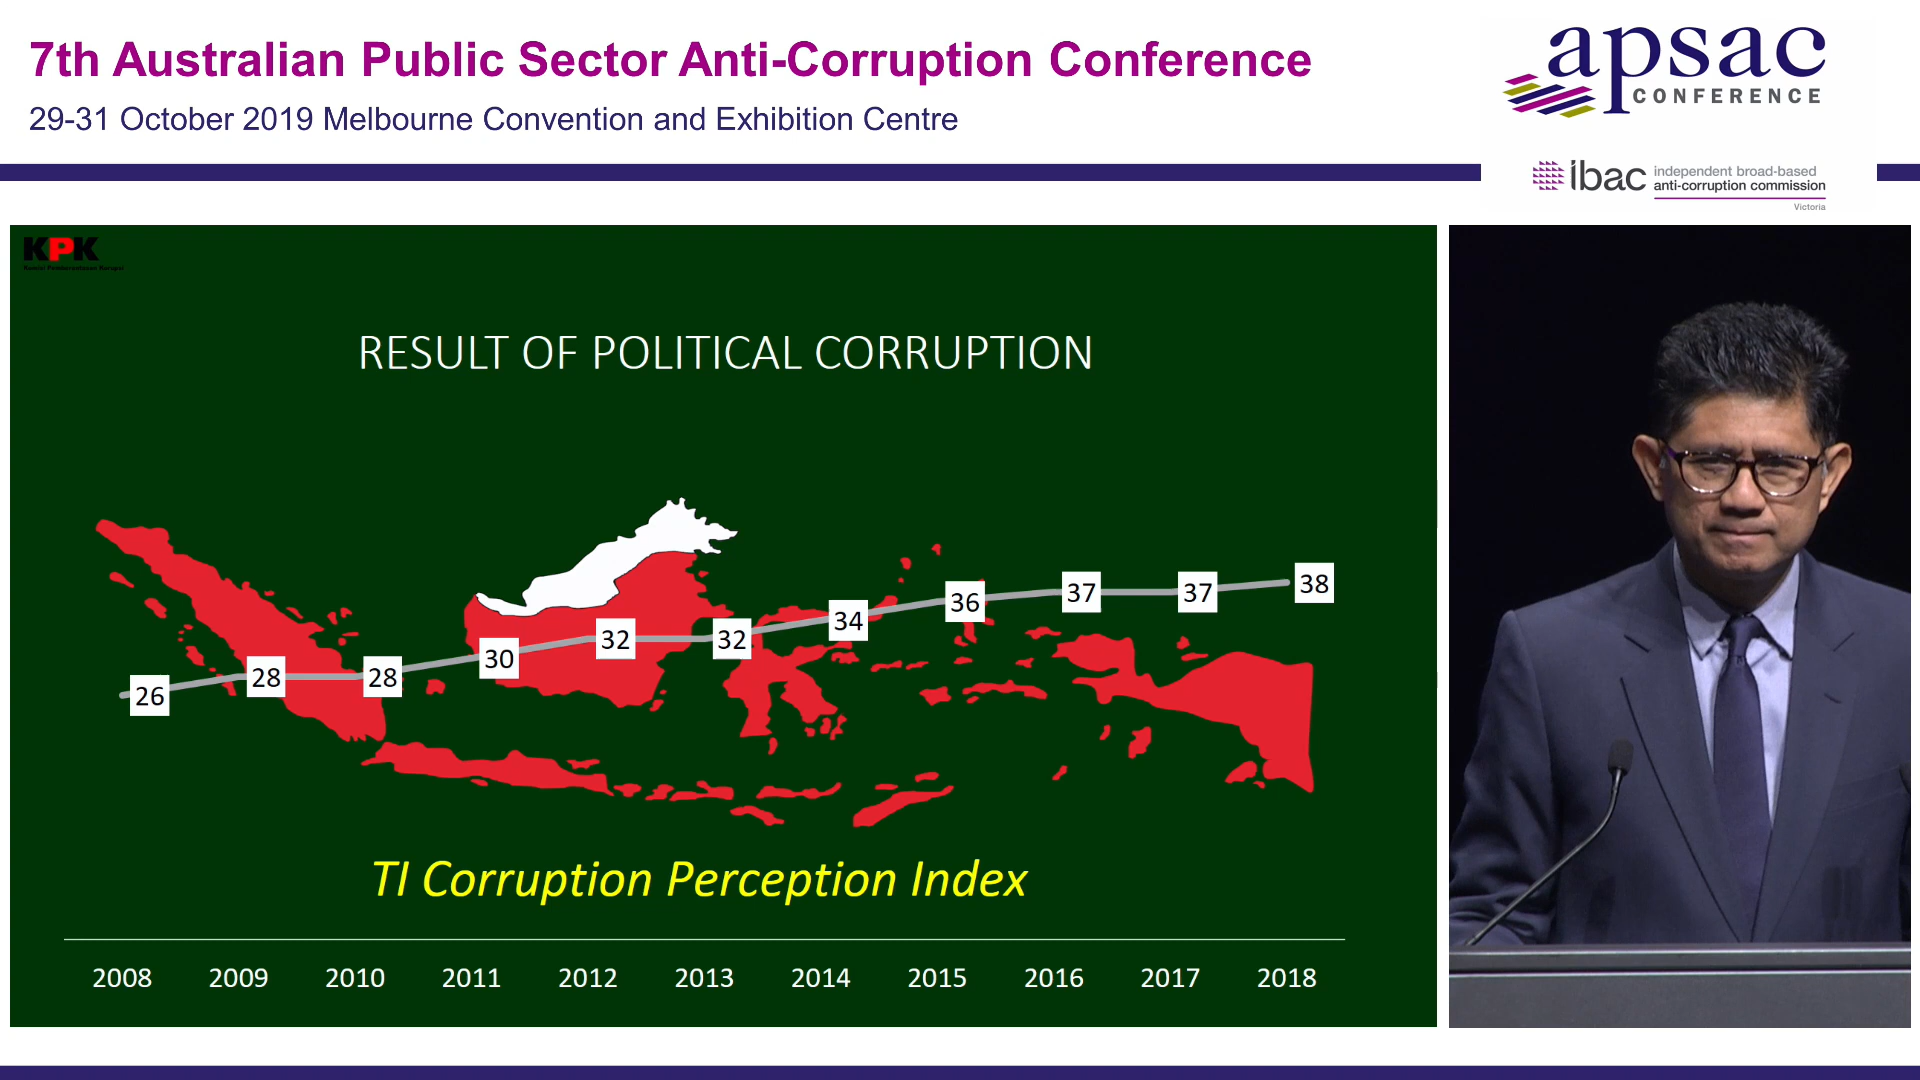 7th Australian Public Sector Anti-Corruption Conference
29-31 October 2019 Melbourne Convention and Exhibition Centre
apsac
CONFERENCE
ibac
independent broad-based
anti-corruption commission
Victoria
KPK
Komisi Pemberantasan Korupsi
RESULT OF POLITICAL CORRUPTION
26 28 28 30 32 32 34 36 37 37 38
TI Corruption Perception Index
2008 2009 2010 2011 2012 2013 2014 2015 2016 2017 2018